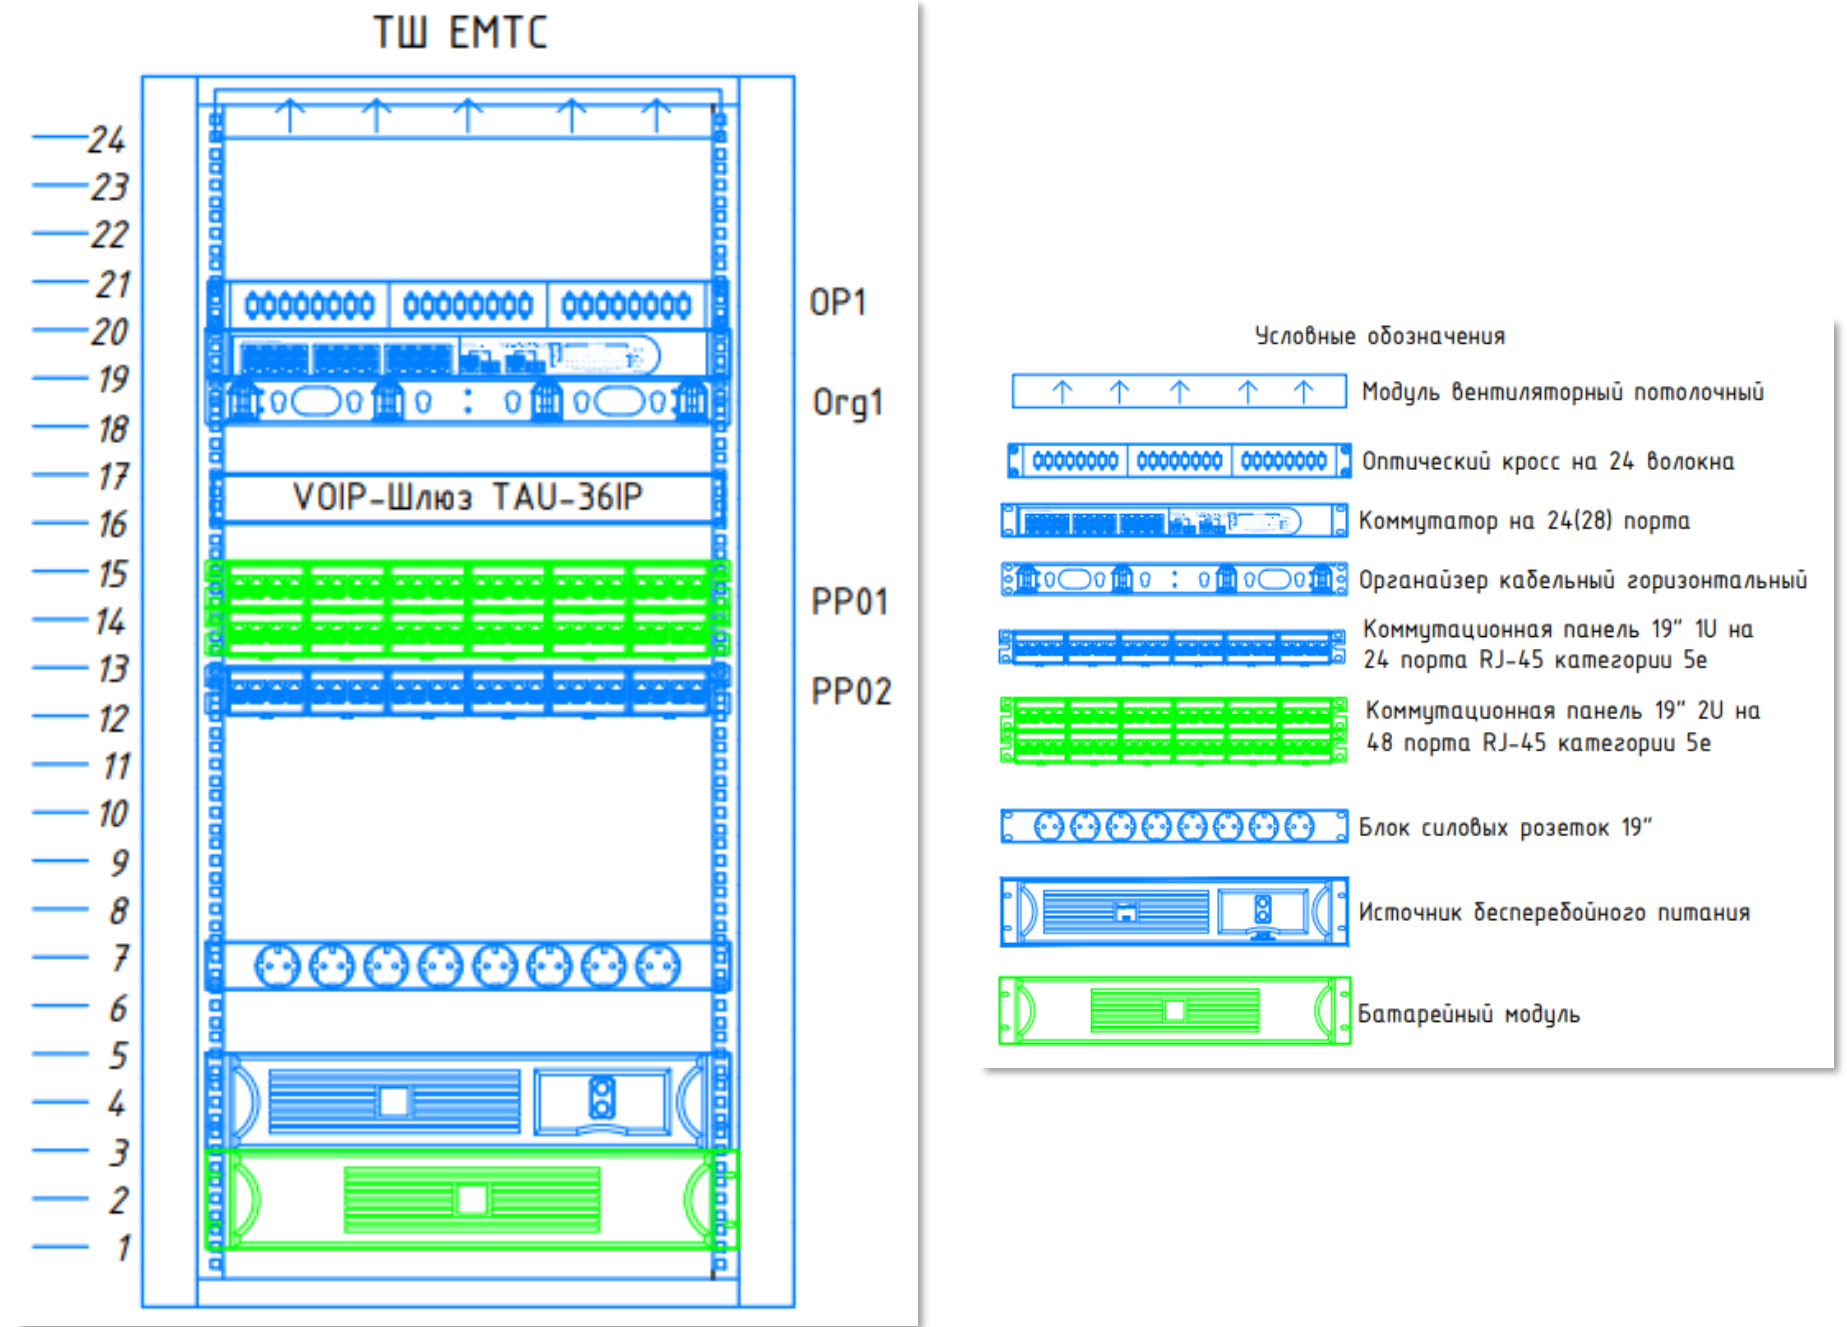 ТШ ЕМТС
24
23
22
21
20
19
18
17
16
15
14
13
12
11
10
9
8
7
6
5
4
3
2
1
OP1
Org1
VOIP-Шлюз TAU-36IP
PP01
PP02
Условные обозначения
Модуль вентиляторный потолочный
Оптический кросс на 24 волокна
Коммутатор на 24(28) порта
Органайзер кабельный горизонтальный
Коммутационная панель 19" 1U на
24 порта RJ-45 категории 5е
Коммутационная панель 19" 2U на
48 порта RJ-45 категории 5е
Блок силовых розеток 19"
Источник бесперебойного питания
Батарейный модуль